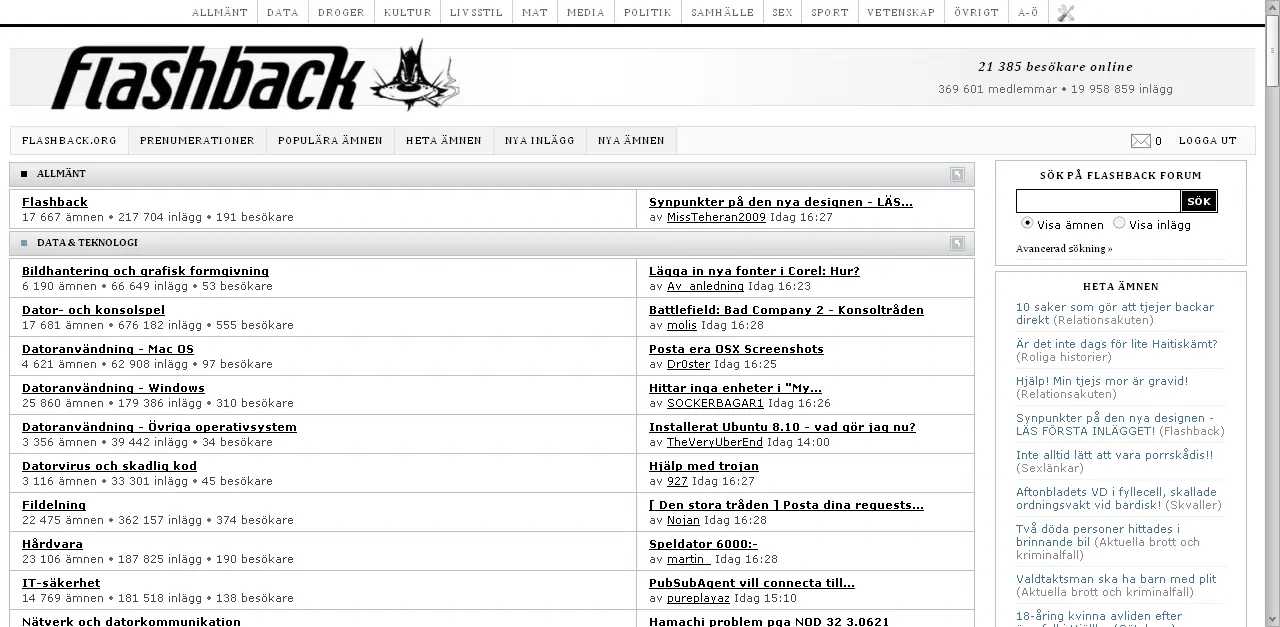 ALLMÄNT DATA DROGER KULTUR LIVSSTIL MAT MEDIA POLITIK SAMHÄLLE SEX SPORT VETENSKAP ÖVRIGT A-Ö
flashback
21 385 besökare online
369 601 medlemmar • 19 958 859 inlägg
FLASHBACK.ORG PRENUMERATIONER POPULÄRA ÄMNEN HETA ÄMNEN NYA INLÄGG NYA ÄMNEN 0 LOGGA UT
ALLMÄNT
Flashback
17 667 ämnen • 217 704 inlägg • 191 besökare
Synpunkter på den nya designen - LÄS...
av MissTeheran2009 Idag 16:27
DATA & TEKNOLOGI
Bildhantering och grafisk formgivning
6 190 ämnen • 66 649 inlägg • 53 besökare
Lägga in nya fonter i Corel: Hur?
av Av_anledning Idag 16:23
Dator- och konsolspel
17 681 ämnen • 676 182 inlägg • 555 besökare
Battlefield: Bad Company 2 - Konsoltråden
av molis Idag 16:28
Datoranvändning - Mac OS
4 621 ämnen • 62 908 inlägg • 97 besökare
Posta era OSX Screenshots
av Dr0ster Idag 16:25
Datoranvändning - Windows
25 860 ämnen • 179 386 inlägg • 310 besökare
Hittar inga enheter i "My...
av SOCKERBAGAR1 Idag 16:26
Datoranvändning - Övriga operativsystem
3 356 ämnen • 39 442 inlägg • 34 besökare
Installerat Ubuntu 8.10 - vad gör jag nu?
av TheVeryUberEnd Idag 14:00
Datorvirus och skadlig kod
3 116 ämnen • 33 301 inlägg • 45 besökare
Hjälp med trojan
av 927 Idag 16:27
Fildelning
22 475 ämnen • 362 157 inlägg • 374 besökare
[ Den stora tråden ] Posta dina requests...
av Nojan Idag 16:28
Hårdvara
23 106 ämnen • 187 825 inlägg • 190 besökare
Speldator 6000:-
av martin_ Idag 16:28
IT-säkerhet
14 769 ämnen • 181 518 inlägg • 138 besökare
PubSubAgent vill connecta till...
av pureplayaz Idag 15:10
Nätverk och datorkommunikation
Hamachi problem pga NOD 32 3.0621
SÖK PÅ FLASHBACK FORUM
SÖK
Visa ämnen Visa inlägg
Avancerad sökning »
HETA ÄMNEN
10 saker som gör att tjejer backar
direkt (Relationsakuten)
Är det inte dags för lite Haitiskämt?
(Roliga historier)
Hjälp! Min tjejs mor är gravid!
(Relationsakuten)
Synpunkter på den nya designen -
LÄS FÖRSTA INLÄGGET! (Flashback)
Inte alltid lätt att vara porrskådis!!
(Sexlänkar)
Aftonbladets VD i fyllecell, skallade
ordningsvakt vid bardisk! (Skvaller)
Två döda personer hittades i
brinnande bil (Aktuella brott och
kriminalfall)
Valdtaktsman ska ha barn med plit
(Aktuella brott och kriminalfall)
18-åring kvinna avliden efter